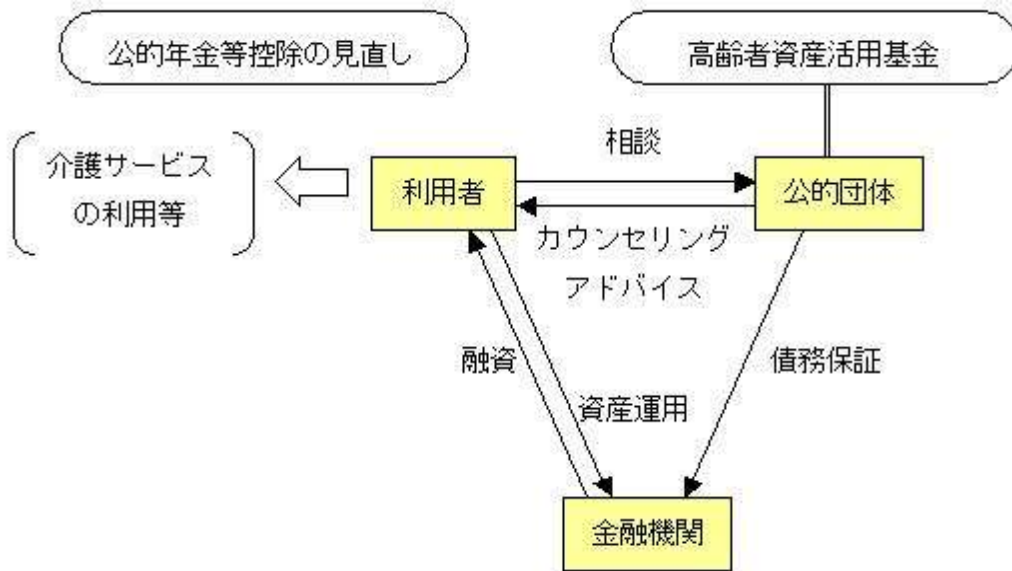 公的年金等控除の見直し
高齢者資産活用基金
相談
介護サービス
の利用等
利用者
公的団体
カウンセリング
アドバイス
融資
債務保証
資産運用
金融機関